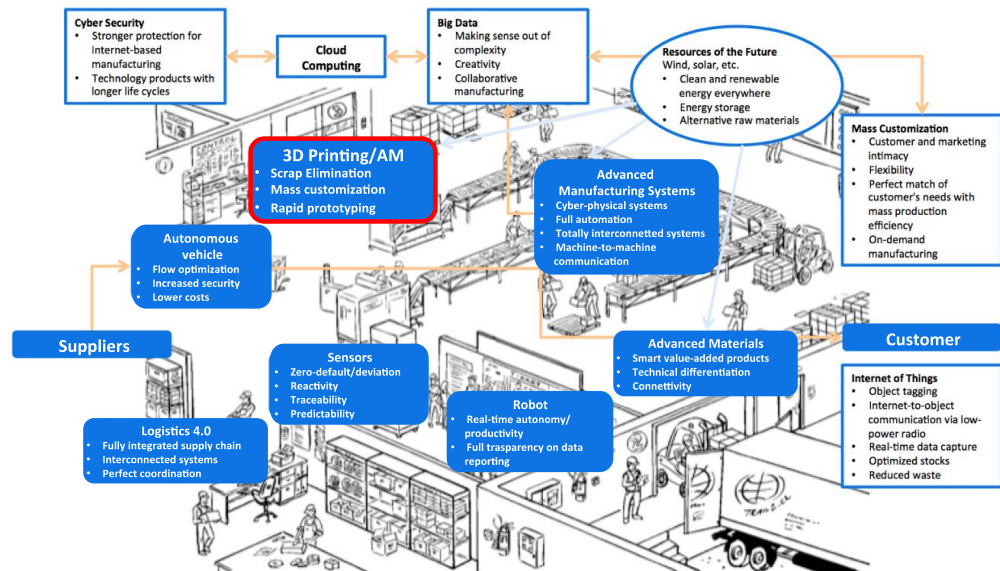 Cyber Security
• Stronger protection for
Internet-based
manufacturing
• Technology products with
longer life cycles
Cloud
Computing
Big Data
• Making sense out of
complexity
• Creativity
• Collaborative
manufacturing
Resources of the Future
Wind, solar, etc.
• Clean and renewable
energy everywhere
• Energy storage
• Alternative raw materials
Mass Customization
• Customer and marketing
intimacy
• Flexibility
• Perfect match of
customer's needs with
mass production
efficiency
• On-demand
manufacturing
CONTROL
3D Printing/AM
• Scrap Elimination
• Mass customization
• Rapid prototyping
Advanced
Manufacturing Systems
• Cyber-physical systems
• Full automation
• Totally interconnetted systems
• Machine-to-machine
communication
Autonomous
vehicle
• Flow optimization
• Increased security
• Lower costs
Suppliers
Customer
Sensors
• Zero-default/deviation
• Reactivity
• Traceability
• Predictability
Advanced Materials
• Smart value-added products
• Technical differentiation
• Connettivity
Robot
• Real-time autonomy/
productivity
• Full trasparency on data
reporting
Logistics 4.0
• Fully integrated supply chain
• Interconnected systems
• Perfect coordination
Internet of Things
• Object tagging
• Internet-to-object
communication via low-
power radio
• Real-time data capture
• Optimized stocks
• Reduced waste